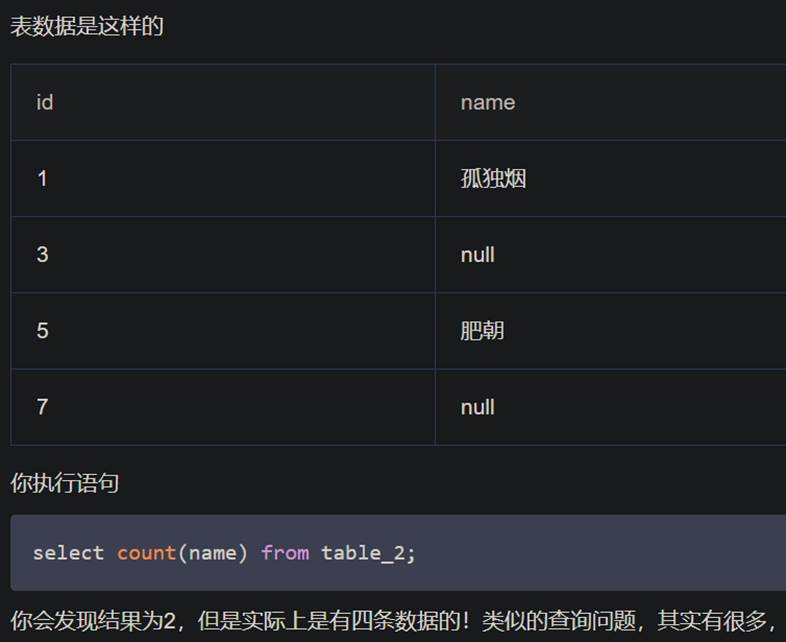 表数据是这样的
id name
1 孤独烟
3 null
5 肥朝
7 null
你执行语句
select count(name) from table_2;
你会发现结果为2，但是实际上是有四条数据的！类似的查询问题，其实有很多，